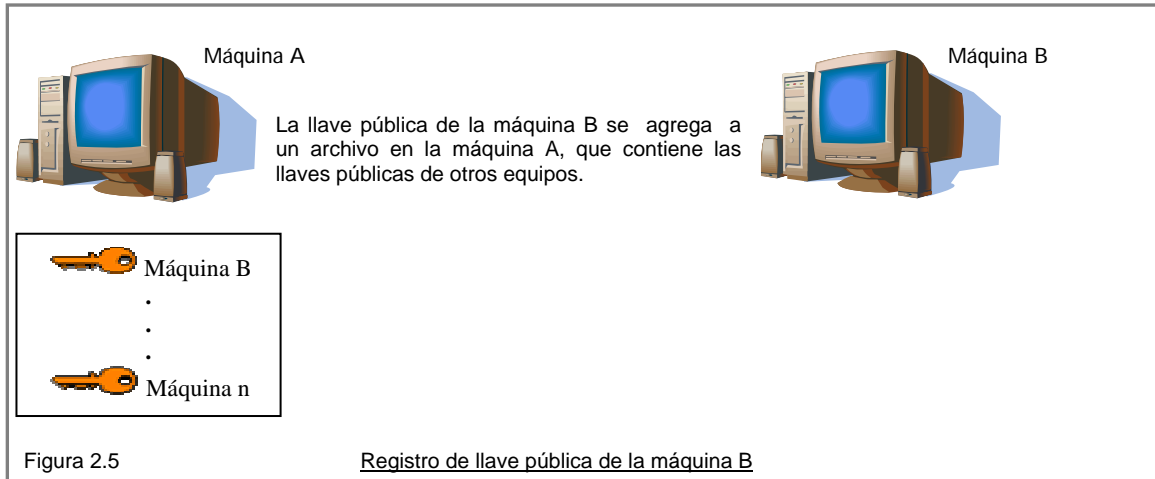 Máquina A
Máquina B
La llave pública de la máquina B se agrega a
un archivo en la máquina A, que contiene las
llaves públicas de otros equipos.
Máquina B
.
.
.
Máquina n
Figura 2.5
Registro de llave pública de la máquina B